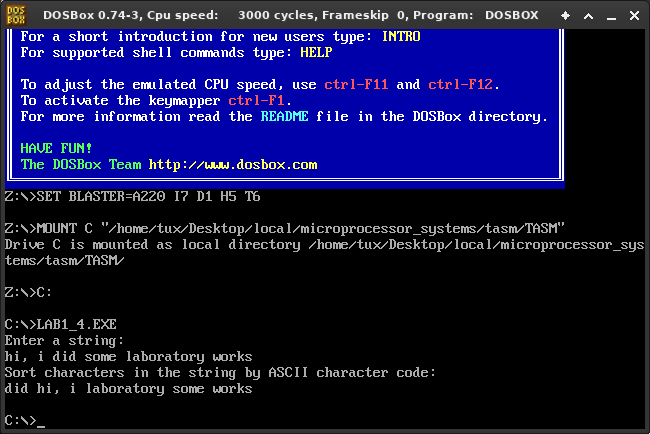 DOS
BOX
DOSBox 0.74-3, Cpu speed:    3000 cycles, Frameskip  0, Program:   DOSBOX
For a short introduction for new users type: INTRO
For supported shell commands type: HELP
To adjust the emulated CPU speed, use ctrl-F11 and ctrl-F12.
To activate the keymapper ctrl-F1.
For more information read the README file in the DOSBox directory.
HAVE FUN!
The DOSBox Team http://www.dosbox.com
Z:\>SET BLASTER=A220 I7 D1 H5 T6
Z:\>MOUNT C "/home/tux/Desktop/local/microprocessor_systems/tasm/TASM"
Drive C is mounted as local directory /home/tux/Desktop/local/microprocessor_sys
tems/tasm/TASM/
Z:\>C:
C:\>LAB1_4.EXE
Enter a string:
hi, i did some laboratory works
Sort characters in the string by ASCII character code:
did hi, i laboratory some works
C:\>_